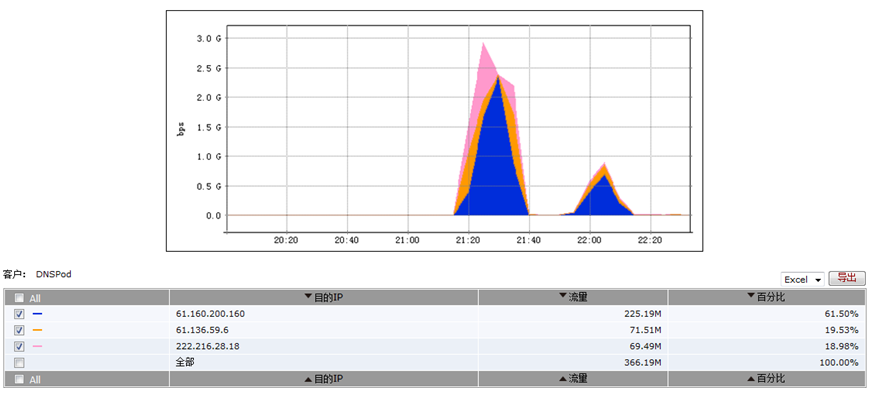 3.0 G
2.5 G
2.0 G
1.5 G
1.0 G
0.5 G
0.0
bps
20:20 20:40 21:00 21:20 21:40 22:00 22:20
客户： DNSPod
Excel 导出
All 目的IP 流量 百分比
61.160.200.160 225.19M 61.50%
61.136.59.6 71.51M 19.53%
222.216.28.18 69.49M 18.98%
全部 366.19M 100.00%
All 目的IP 流量 百分比